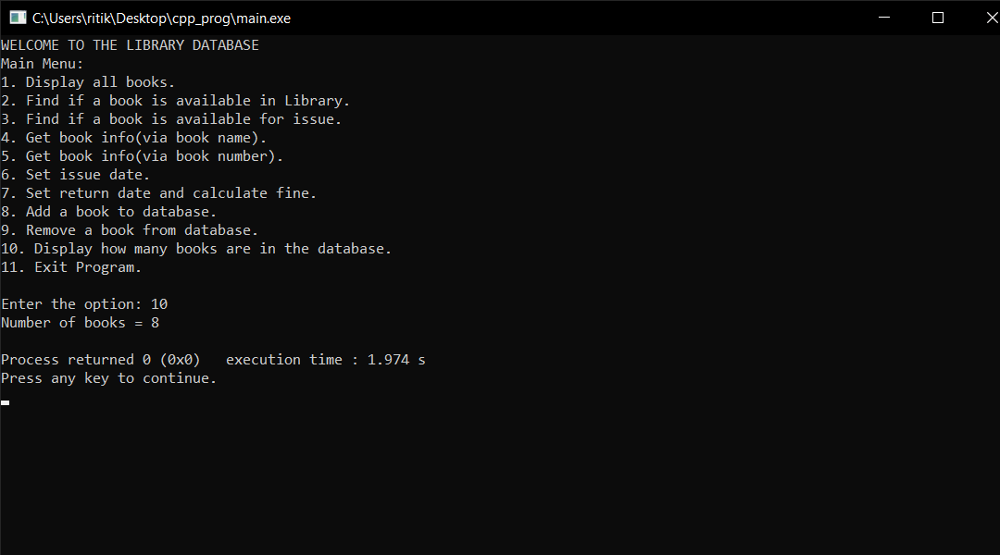 C:\Users\ritik\Desktop\cpp_prog\main.exe
WELCOME TO THE LIBRARY DATABASE
Main Menu:
1. Display all books.
2. Find if a book is available in Library.
3. Find if a book is available for issue.
4. Get book info(via book name).
5. Get book info(via book number).
6. Set issue date.
7. Set return date and calculate fine.
8. Add a book to database.
9. Remove a book from database.
10. Display how many books are in the database.
11. Exit Program.
Enter the option: 10
Number of books = 8
Process returned 0 (0x0)   execution time : 1.974 s
Press any key to continue.